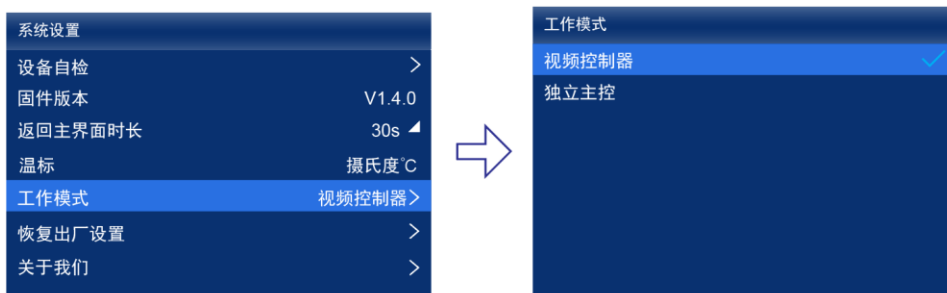 系统设置
设备自检 >
固件版本 V1.4.0
返回主界面时长 30s
温标 摄氏度°C
工作模式 视频控制器>
恢复出厂设置 >
关于我们 >
工作模式
视频控制器
独立主控